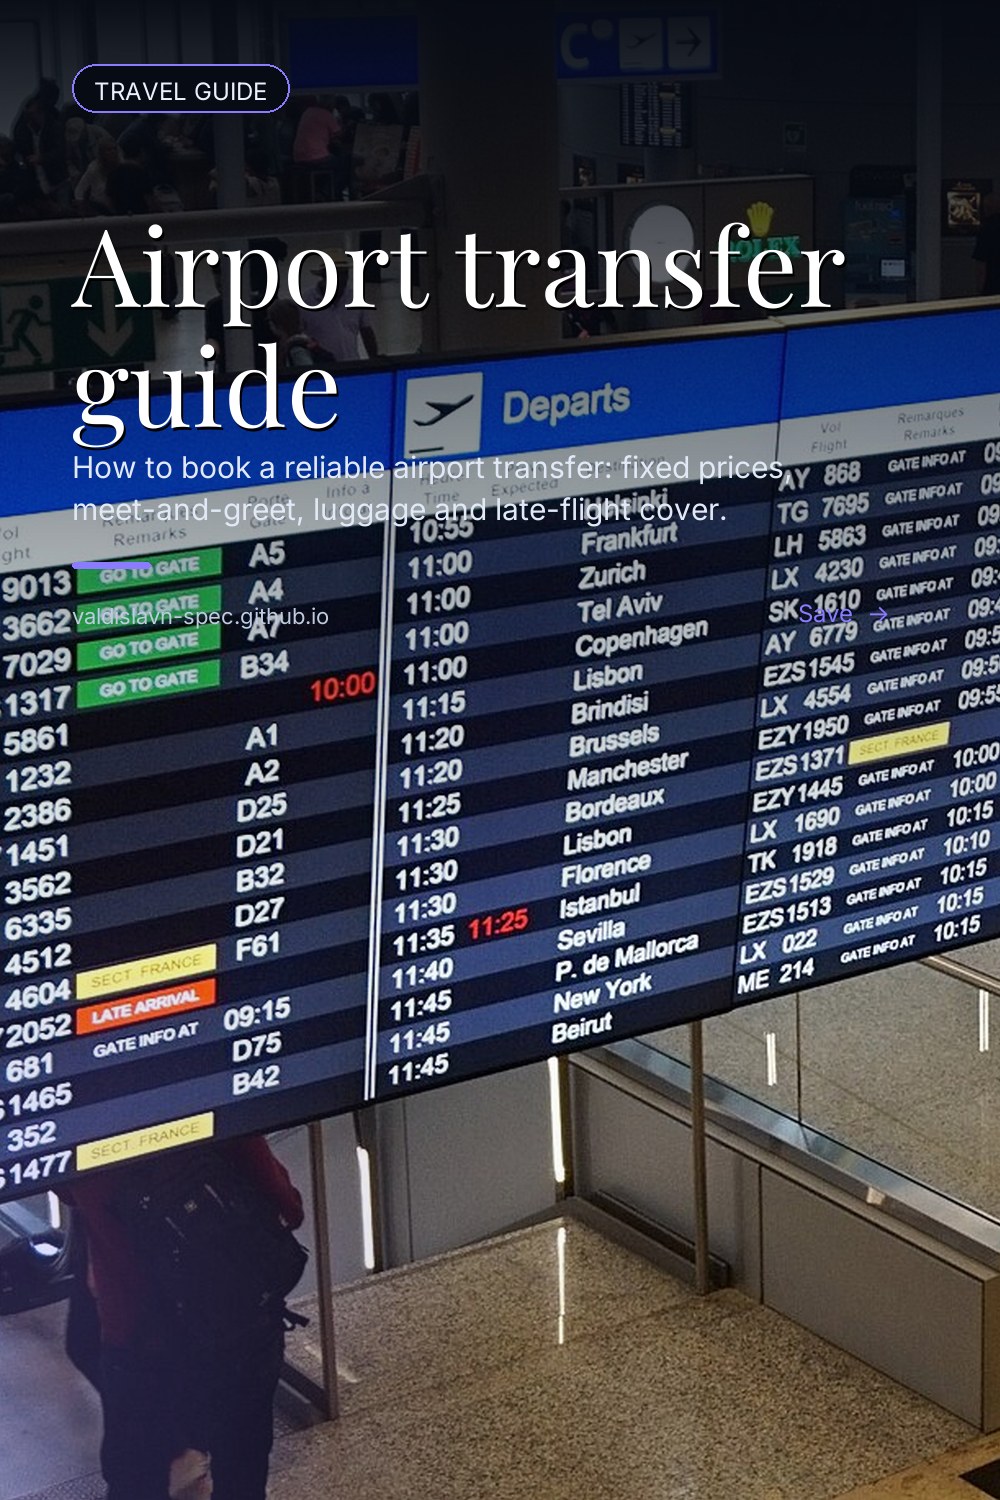 TRAVEL GUIDE
C
ROLEX
Airport transfer
guide
How to book a reliable airport transfer: fixed prices,
meet-and-greet, luggage and late-flight cover.
valdislavn-spec.github.io
Save →
Departs
Info a
Remarks
9013 GO TO GATE A5
3662 GO TO GATE A4
7029 GO TO GATE A7
1317 GO TO GATE B34
5861 10:00
1232 A1
2386 A2
1451 D25
3562 D21
6335 B32
4512 D27
4604 SECT. FRANCE F61
2052 LATE ARRIVAL
681 GATE INFO AT 09:15
1465 D75
352 B42
1477 SECT. FRANCE
Time Expected
10:55 Helsinki
11:00 Frankfurt
11:00 Zurich
11:00 Tel Aviv
11:00 Copenhagen
11:15 Lisbon
11:20 Brindisi
11:20 Brussels
11:25 Manchester
11:30 Bordeaux
11:30 Lisbon
11:30 Florence
11:35 11:25 Istanbul
11:40 Sevilla
11:45 P. de Mallorca
11:45 New York
11:45 Beirut
Vol Remarques
Flight Remarks
AY 868 GATE INFO AT
TG 7695 GATE INFO AT
LH 5863 GATE INFO AT
LX 4230 GATE INFO AT
SK 1610 GATE INFO AT
AY 6779 GATE INFO AT
EZS 1545 GATE INFO AT
LX 4554 GATE INFO AT
EZY 1950 GATE INFO AT
EZS 1371 SECT. FRANCE
EZY 1445 GATE INFO AT 10:00
LX 1690 GATE INFO AT 10:00
TK 1918 GATE INFO AT 10:15
EZS 1529 GATE INFO AT 10:10
EZS 1513 GATE INFO AT 10:15
LX 022 GATE INFO AT 10:15
ME 214 GATE INFO AT 10:15